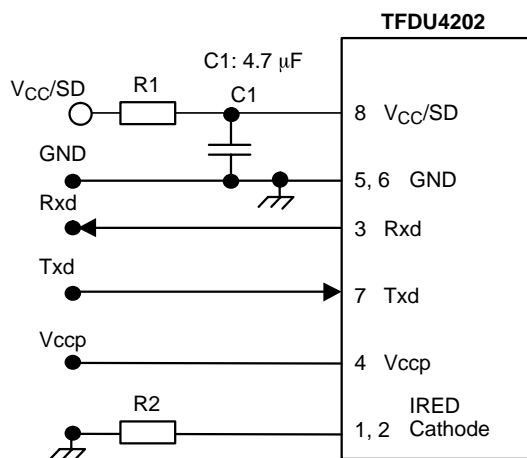 TFDU4202
C1: 4.7 μF
VCC/SD
R1
C1
8 VCC/SD
GND
5, 6 GND
Rxd
3 Rxd
Txd
7 Txd
Vccp
4 Vccp
R2
IRED
1, 2 Cathode